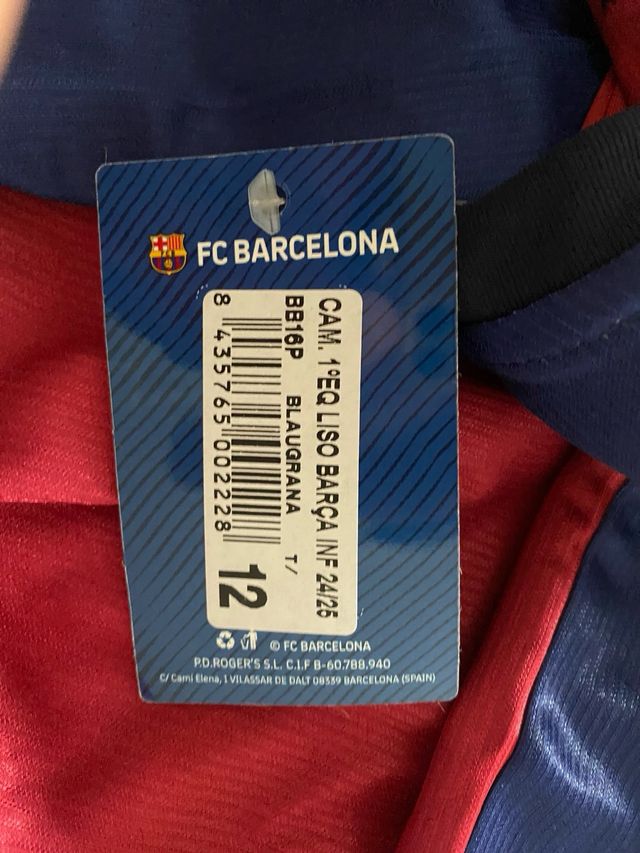 FC BARCELONA
CAM. 1ºEQ LISO BARÇA INF 24/25
BB16P BLAUGRANA T/
12
8 435765 002228
© FC BARCELONA
P.D.ROGER'S S.L. C.I.F B-60.788.940
C/ Camí Elena, 1 VILASSAR DE DALT 08339 BARCELONA (SPAIN)